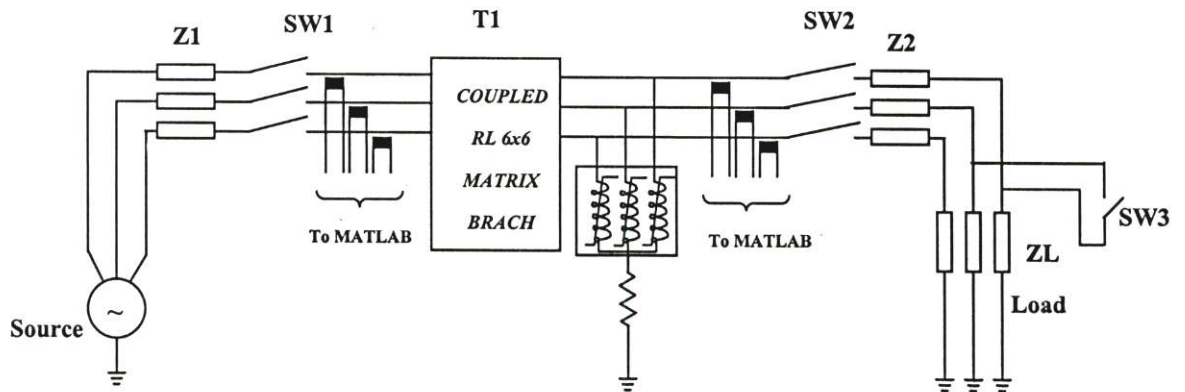 SW1
T1
SW2
Z1
Z2
COUPLED
RL 6x6
MATRIX
BRACH
To MATLAB
To MATLAB
SW3
ZL
Load
Source
~